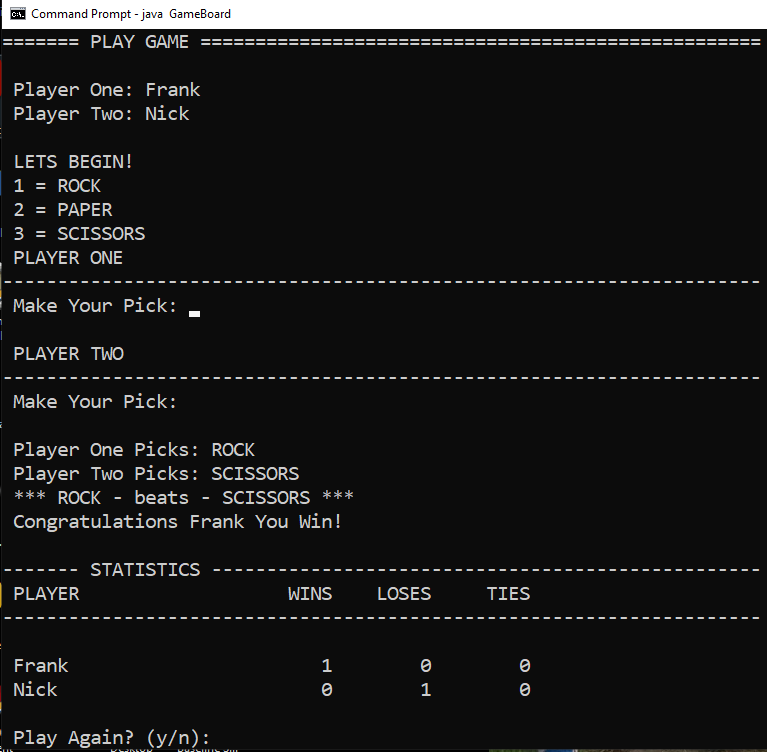 Command Prompt - java GameBoard
======= PLAY GAME ===================================================
Player One: Frank
Player Two: Nick
LETS BEGIN!
1 = ROCK
2 = PAPER
3 = SCISSORS
PLAYER ONE
---------------------------------------------------------------------
Make Your Pick:
PLAYER TWO
---------------------------------------------------------------------
Make Your Pick:
Player One Picks: ROCK
Player Two Picks: SCISSORS
*** ROCK - beats - SCISSORS ***
Congratulations Frank You Win!
------- STATISTICS --------------------------------------------------
PLAYER WINS LOSES TIES
---------------------------------------------------------------------
Frank 1 0 0
Nick 0 1 0
Play Again? (y/n):